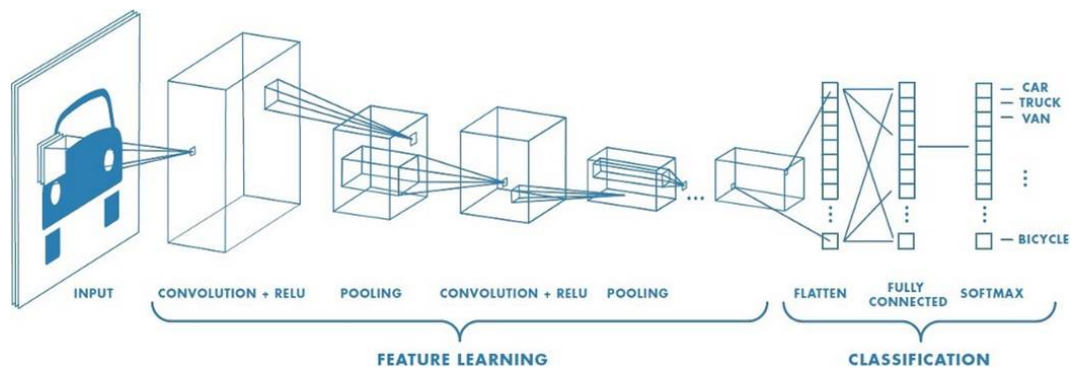 CAR
TRUCK
VAN
BICYCLE
INPUT
CONVOLUTION + RELU
POOLING
CONVOLUTION + RELU
POOLING
FLATTEN
FULLY
CONNECTED
SOFTMAX
FEATURE LEARNING
CLASSIFICATION